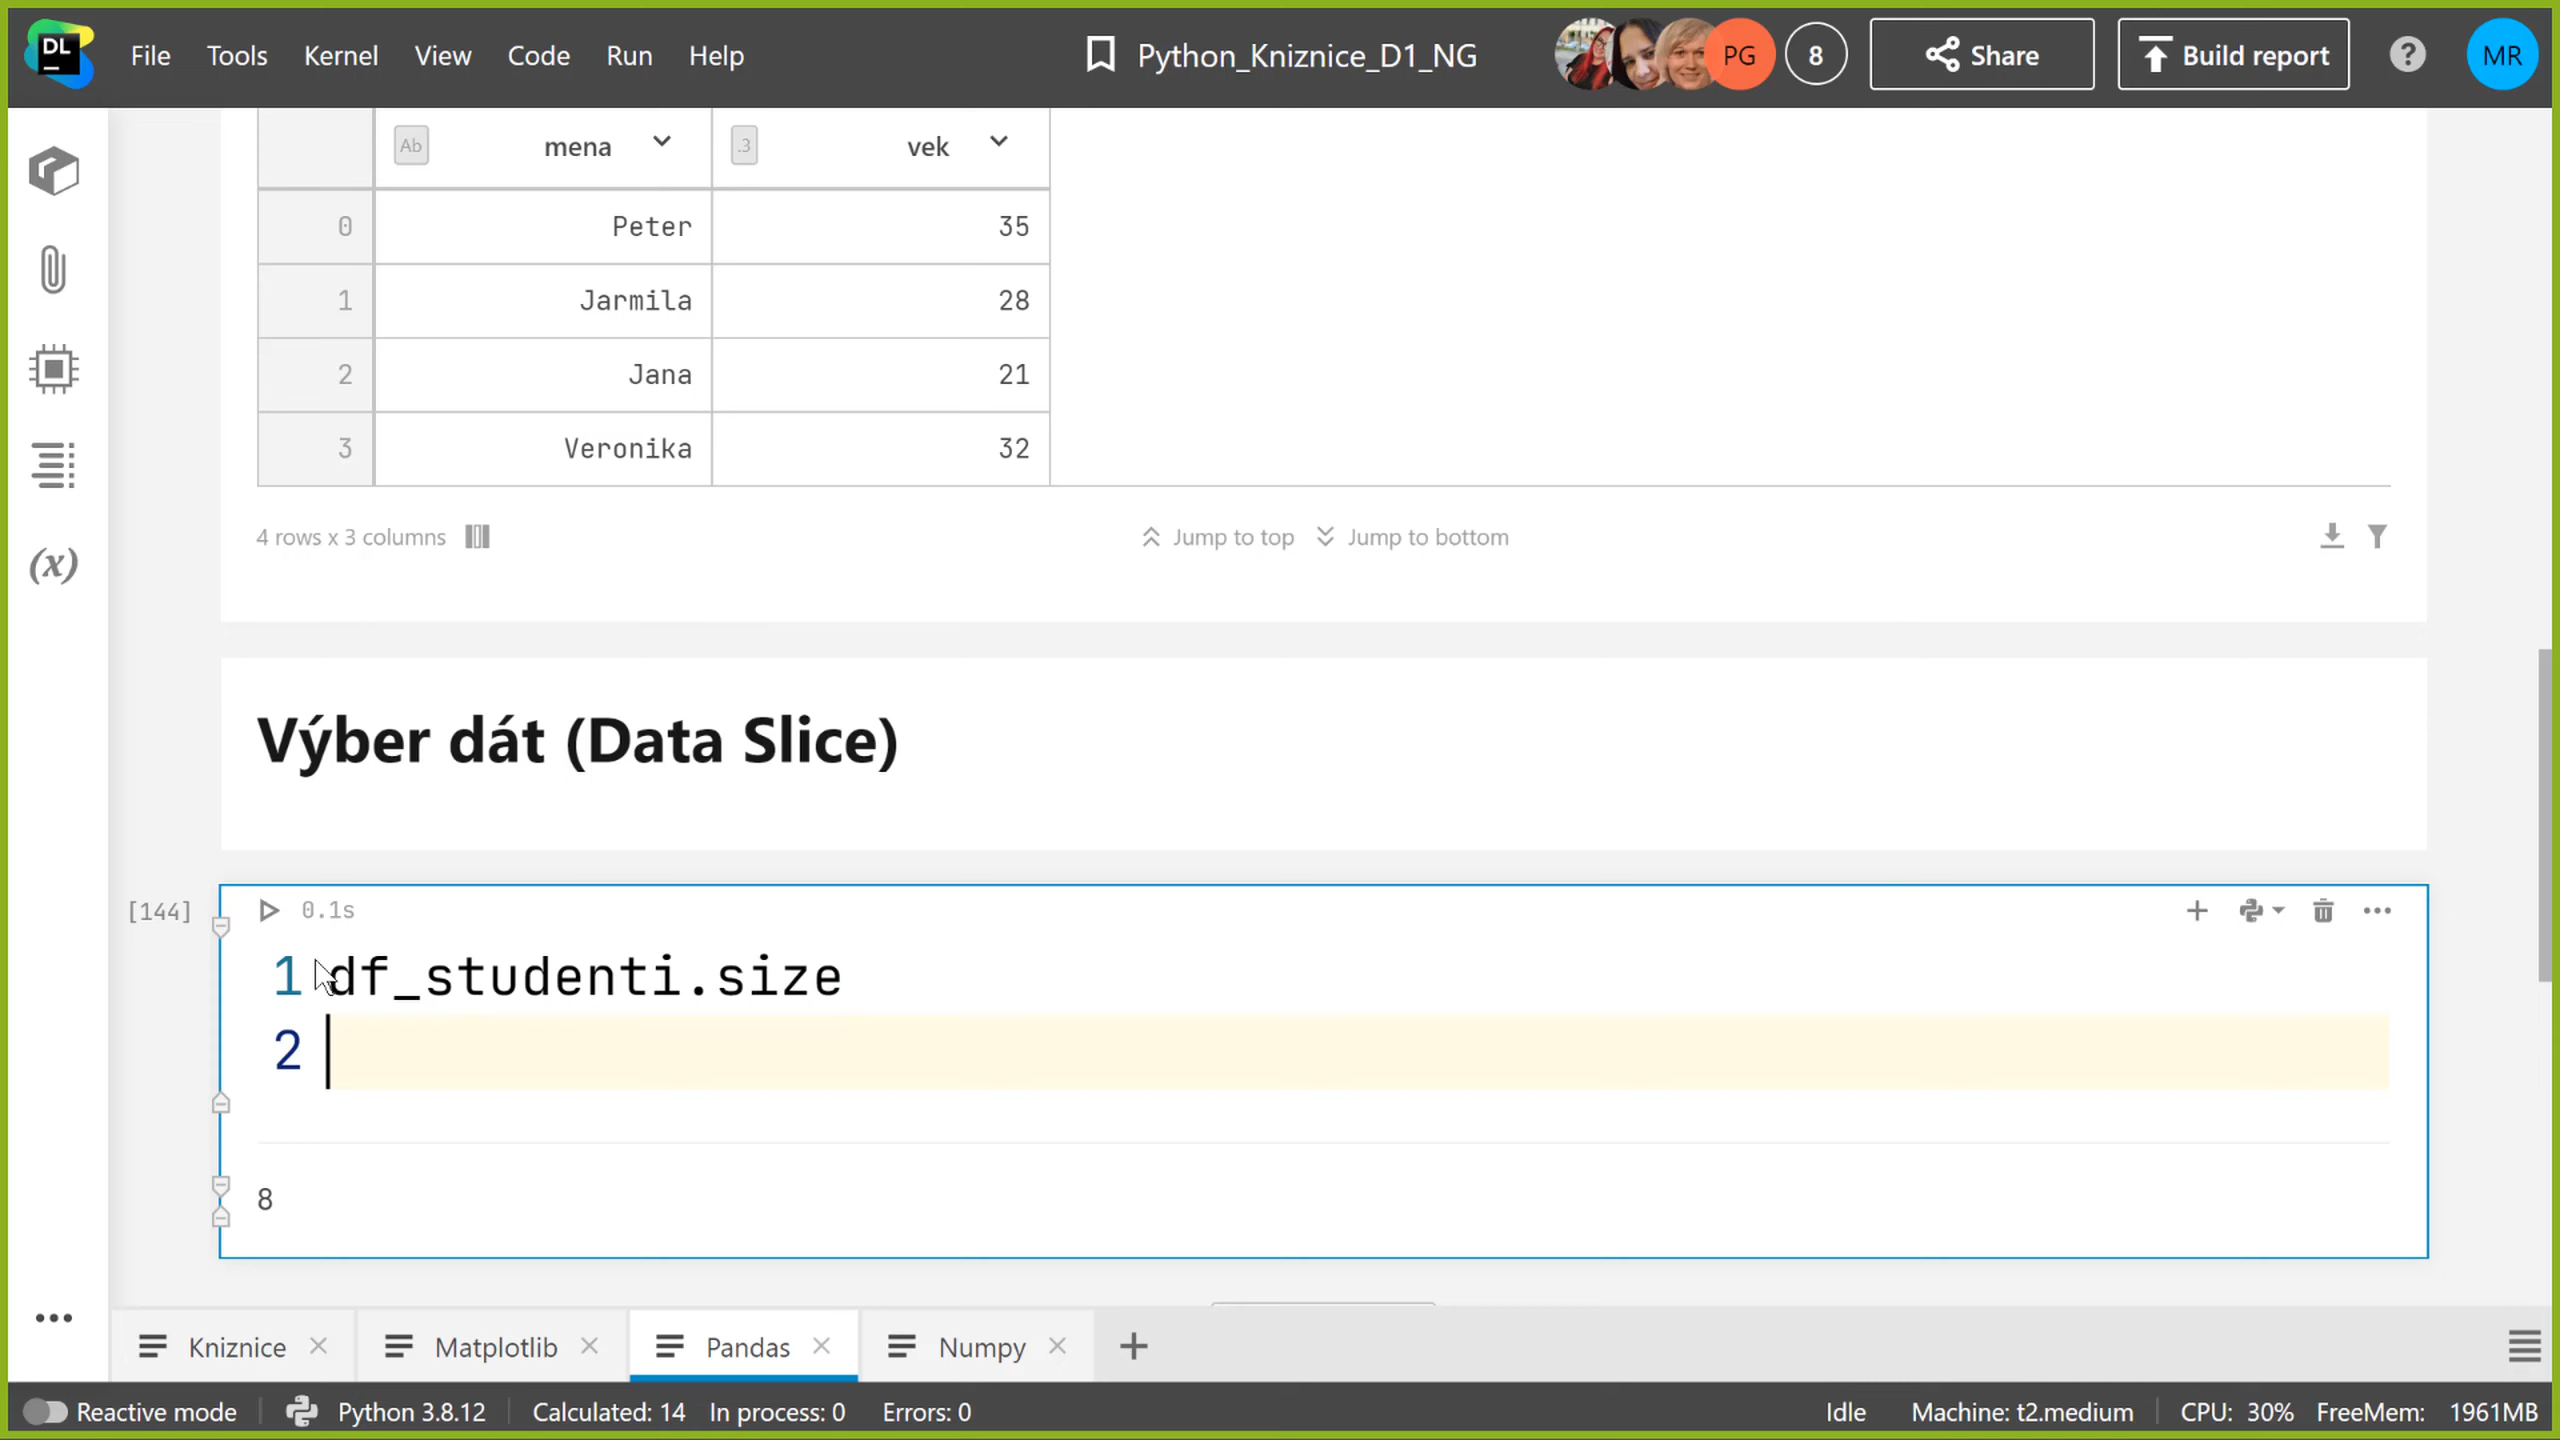 DL
File Tools Kernel View Code Run Help
Python_Kniznice_D1_NG
PG
8
Share
Build report
?
MR
Ab mena .3 vek
0 Peter 35
1 Jarmila 28
2 Jana 21
3 Veronika 32
4 rows x 3 columns
Jump to top
Jump to bottom
(x)
Výber dát (Data Slice)
[144]
0.1s
1 df_studenti.size
2
8
Kniznice
Matplotlib
Pandas
Numpy
Reactive mode
Python 3.8.12
Calculated: 14
In process: 0
Errors: 0
Idle
Machine: t2.medium
CPU: 30%
FreeMem: 1961MB